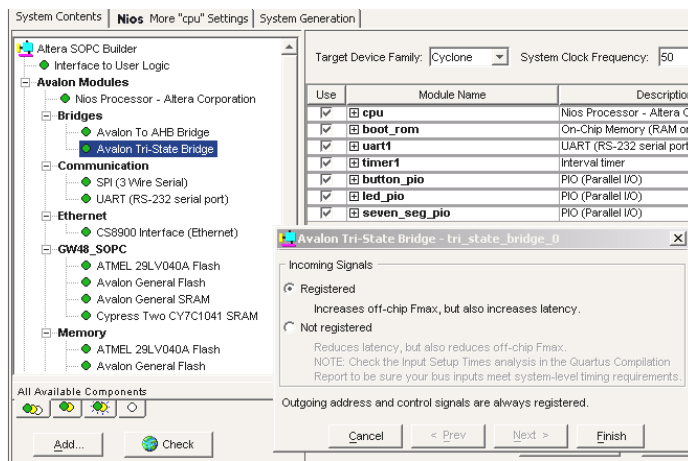 System Contents
Nios More "cpu" Settings
System Generation
Altera SOPC Builder
Interface to User Logic
Avalon Modules
Nios Processor - Altera Corporation
Bridges
Avalon To AHB Bridge
Avalon Tri-State Bridge
Communication
SPI (3 Wire Serial)
UART (RS-232 serial port)
Ethernet
CS8900 Interface (Ethernet)
GW48_SOPC
ATMEL 29LV040A Flash
Avalon General Flash
Avalon General SRAM
Cypress Two CY7C1041 SRAM
Memory
ATMEL 29LV040A Flash
Avalon General Flash
All Available Components
Add...
Check
Target Device Family: Cyclone
System Clock Frequency: 50
Use Module Name Descriptio
cpu Nios Processor - Altera C
boot_rom On-Chip Memory (RAM or
uart1 UART (RS-232 serial port
timer1 Interval timer
button_pio PIO (Parallel I/O)
led_pio PIO (Parallel I/O)
seven_seg_pio PIO (Parallel I/O)
Avalon Tri-State Bridge - tri_state_bridge_0
Incoming Signals
Registered
Increases off-chip Fmax, but also increases latency.
Not registered
Reduces latency, but also reduces off-chip Fmax.
NOTE: Check the Input Setup Times analysis in the Quartus Compilation
Report to be sure your bus inputs meet system-level timing requirements.
Outgoing address and control signals are always registered.
Cancel
< Prev
Next >
Finish